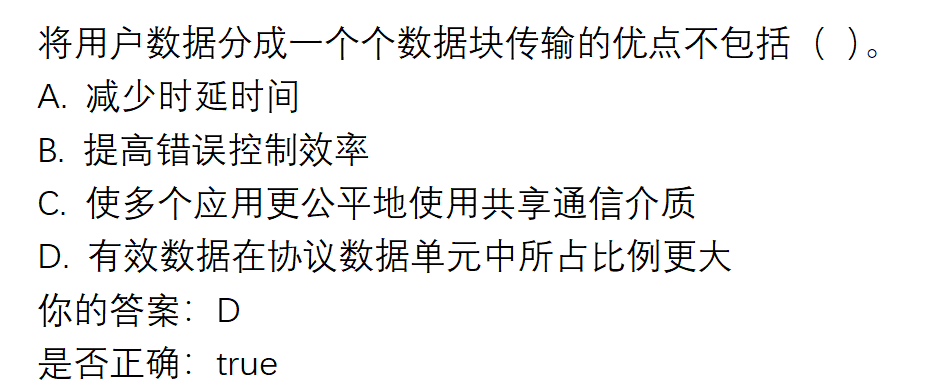 将用户数据分成一个个数据块传输的优点不包括（ ）。
A. 减少时延时间
B. 提高错误控制效率
C. 使多个应用更公平地使用共享通信介质
D. 有效数据在协议数据单元中所占比例更大
你的答案：D
是否正确：true